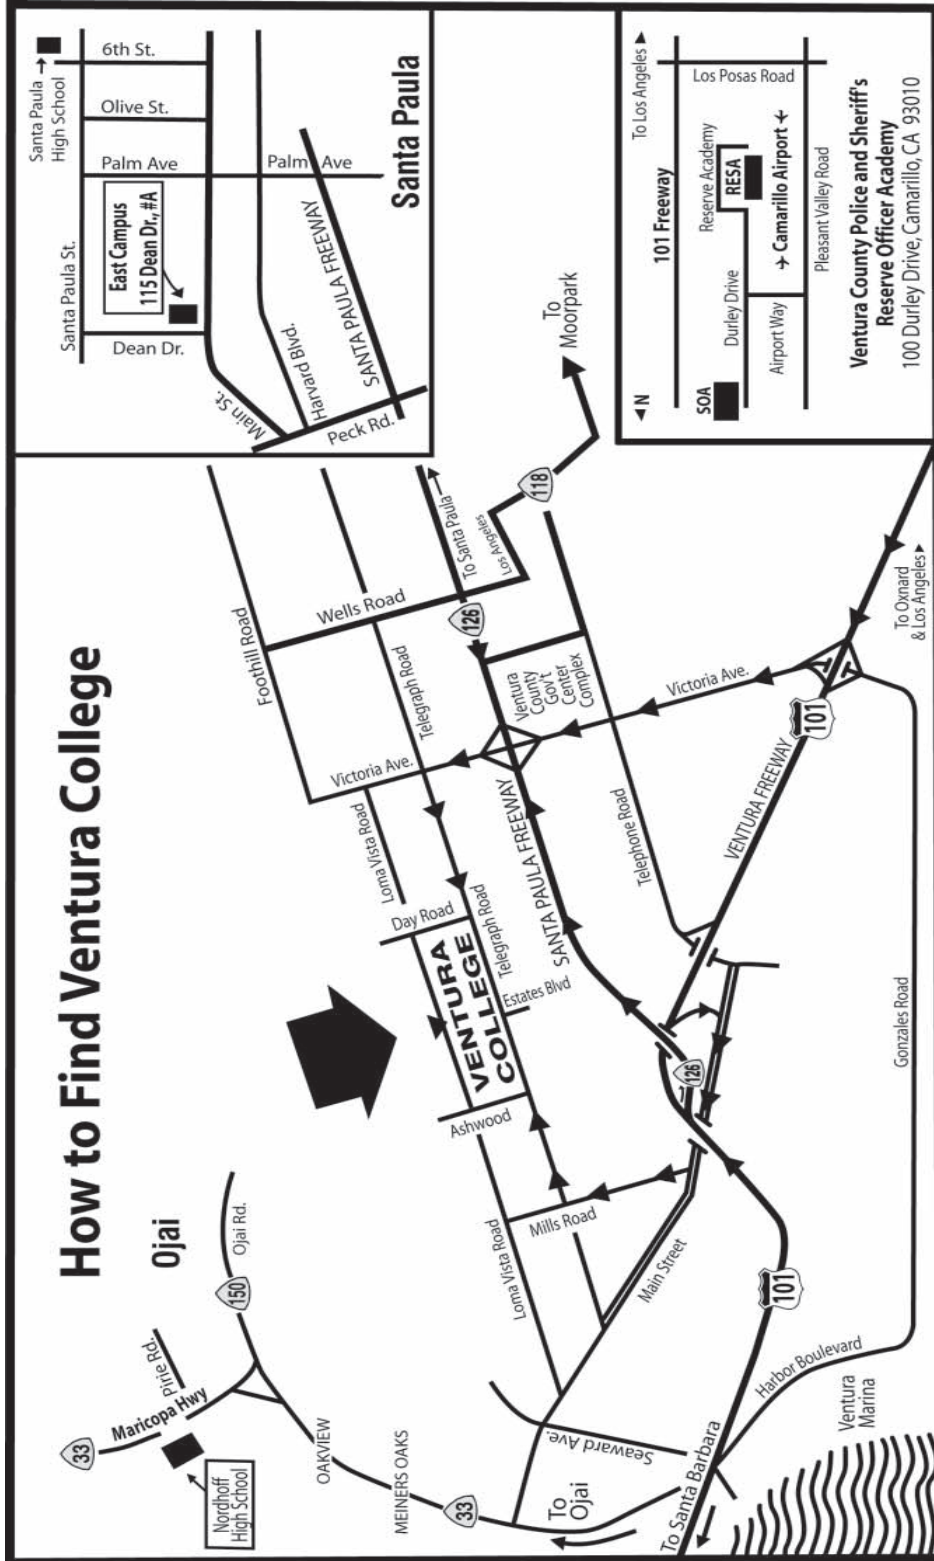 How to Find Ventura College
Ojai
Ojai Rd.
150
Pirie Rd.
Maricopa Hwy
33
Nordhoff
High School
OAKVIEW
MEINERS OAKS
33
To
Ojai
To Santa Barbara
Ventura
Marina
Harbor Boulevard
Seaward Ave.
101
Main Street
Mills Road
Loma Vista Road
Ashwood
VENTURA
COLLEGE
Estates Blvd
Telegraph Road
Day Road
Loma Vista Road
Victoria Ave.
Telegraph Road
Foothill Road
Wells Road
126
To Santa Paula
Los Angeles
118
To
Moorpark
Ventura
County
Gov't
Center
Complex
SANTA PAULA FREEWAY
126
Telephone Road
Victoria Ave.
VENTURA FREEWAY
101
To Oxnard
& Los Angeles
Gonzales Road
Santa Paula
Santa Paula
High School
Santa Paula St.
6th St.
Olive St.
Palm Ave
Palm Ave
East Campus
115 Dean Dr., #A
Dean Dr.
Main St.
Harvard Blvd.
SANTA PAULA FREEWAY
Peck Rd.
N
To Los Angeles
101 Freeway
Los Posas Road
Reserve Academy
RESA
SOA
Durley Drive
Camarillo Airport
Airport Way
Pleasant Valley Road
Ventura County Police and Sheriff's
Reserve Officer Academy
100 Durley Drive, Camarillo, CA 93010